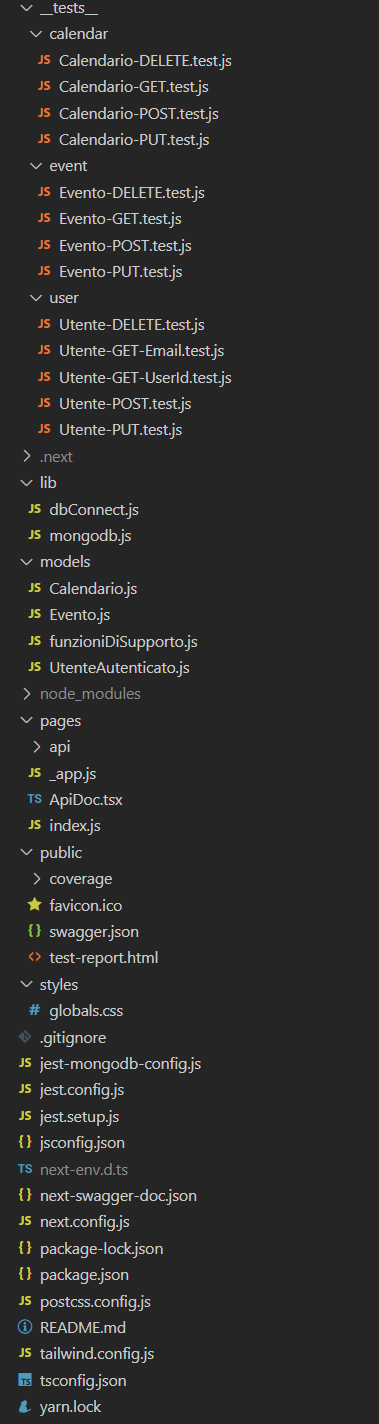 __tests__
calendar
JS Calendario-DELETE.test.js
JS Calendario-GET.test.js
JS Calendario-POST.test.js
JS Calendario-PUT.test.js
event
JS Evento-DELETE.test.js
JS Evento-GET.test.js
JS Evento-POST.test.js
JS Evento-PUT.test.js
user
JS Utente-DELETE.test.js
JS Utente-GET-Email.test.js
JS Utente-GET-UserId.test.js
JS Utente-POST.test.js
JS Utente-PUT.test.js
.next
lib
JS dbConnect.js
JS mongodb.js
models
JS Calendario.js
JS Evento.js
JS funzioniDiSupporto.js
JS UtenteAutenticato.js
node_modules
pages
api
JS _app.js
TS ApiDoc.tsx
JS index.js
public
coverage
favicon.ico
{} swagger.json
<> test-report.html
styles
# globals.css
.gitignore
JS jest-mongodb-config.js
JS jest.config.js
JS jest.setup.js
{} jsconfig.json
TS next-env.d.ts
{} next-swagger-doc.json
JS next.config.js
{} package-lock.json
{} package.json
JS postcss.config.js
README.md
JS tailwind.config.js
TS tsconfig.json
yarn.lock